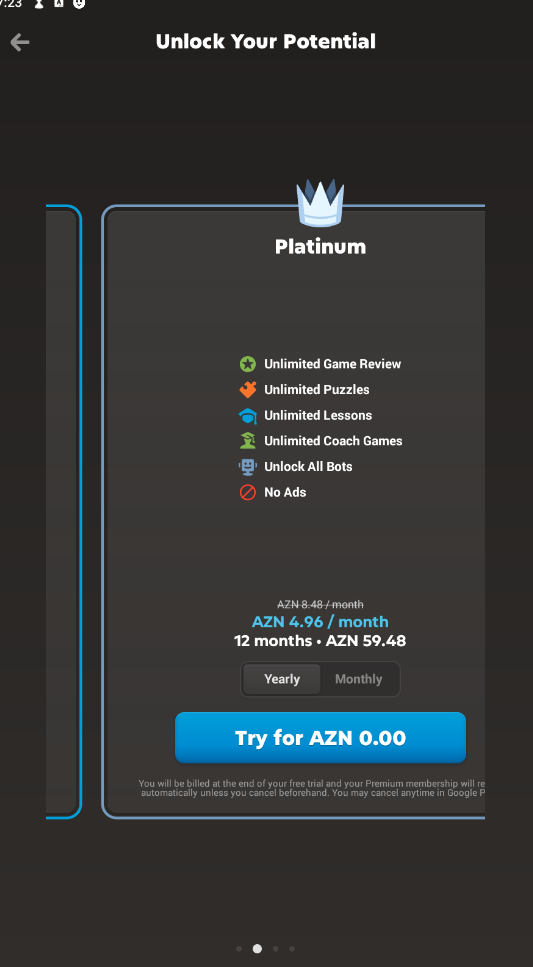 7:23
Unlock Your Potential
Platinum
Unlimited Game Review
Unlimited Puzzles
Unlimited Lessons
Unlimited Coach Games
Unlock All Bots
No Ads
AZN 8.48 / month
AZN 4.96 / month
12 months • AZN 59.48
Yearly
Monthly
Try for AZN 0.00
You will be billed at the end of your free trial and your Premium membership will re
automatically unless you cancel beforehand. You may cancel anytime in Google P